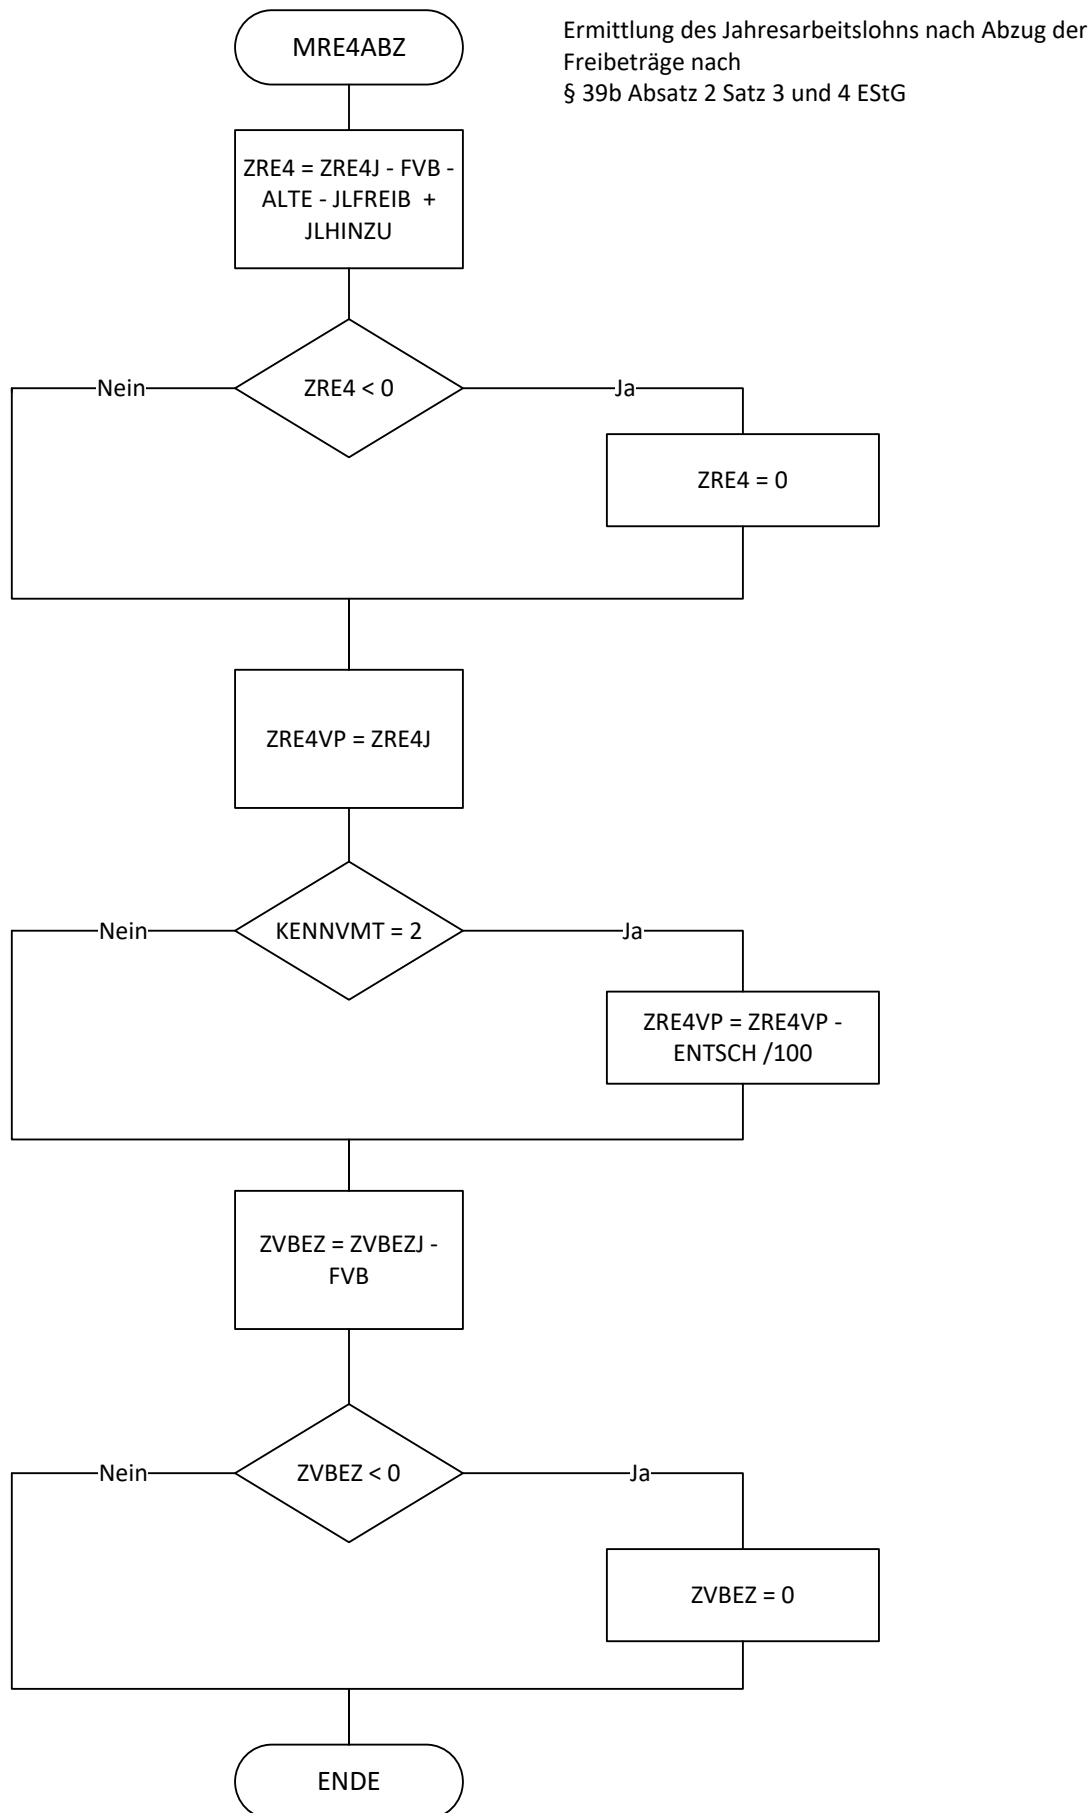 MRE4ABZ
Ermittlung des Jahresarbeitslohns nach Abzug der
Freibeträge nach
§ 39b Absatz 2 Satz 3 und 4 EStG
ZRE4 = ZRE4J - FVB -
ALTE - JLFREIB +
JLHINZU
Nein
ZRE4 < 0
Ja
ZRE4 = 0
ZRE4VP = ZRE4J
Nein
KENNVMT = 2
Ja
ZRE4VP = ZRE4VP -
ENTSCH /100
ZVBEZ = ZVBEZJ -
FVB
Nein
ZVBEZ < 0
Ja
ZVBEZ = 0
ENDE